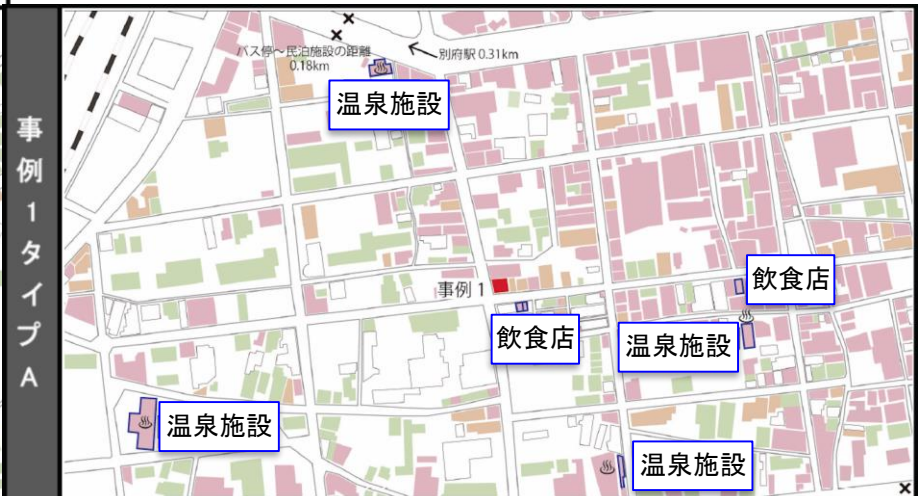 事例1タイプA
バス停～民泊施設の距離
0.18km
別府駅 0.31km
温泉施設
事例 1
飲食店
飲食店
温泉施設
温泉施設
温泉施設